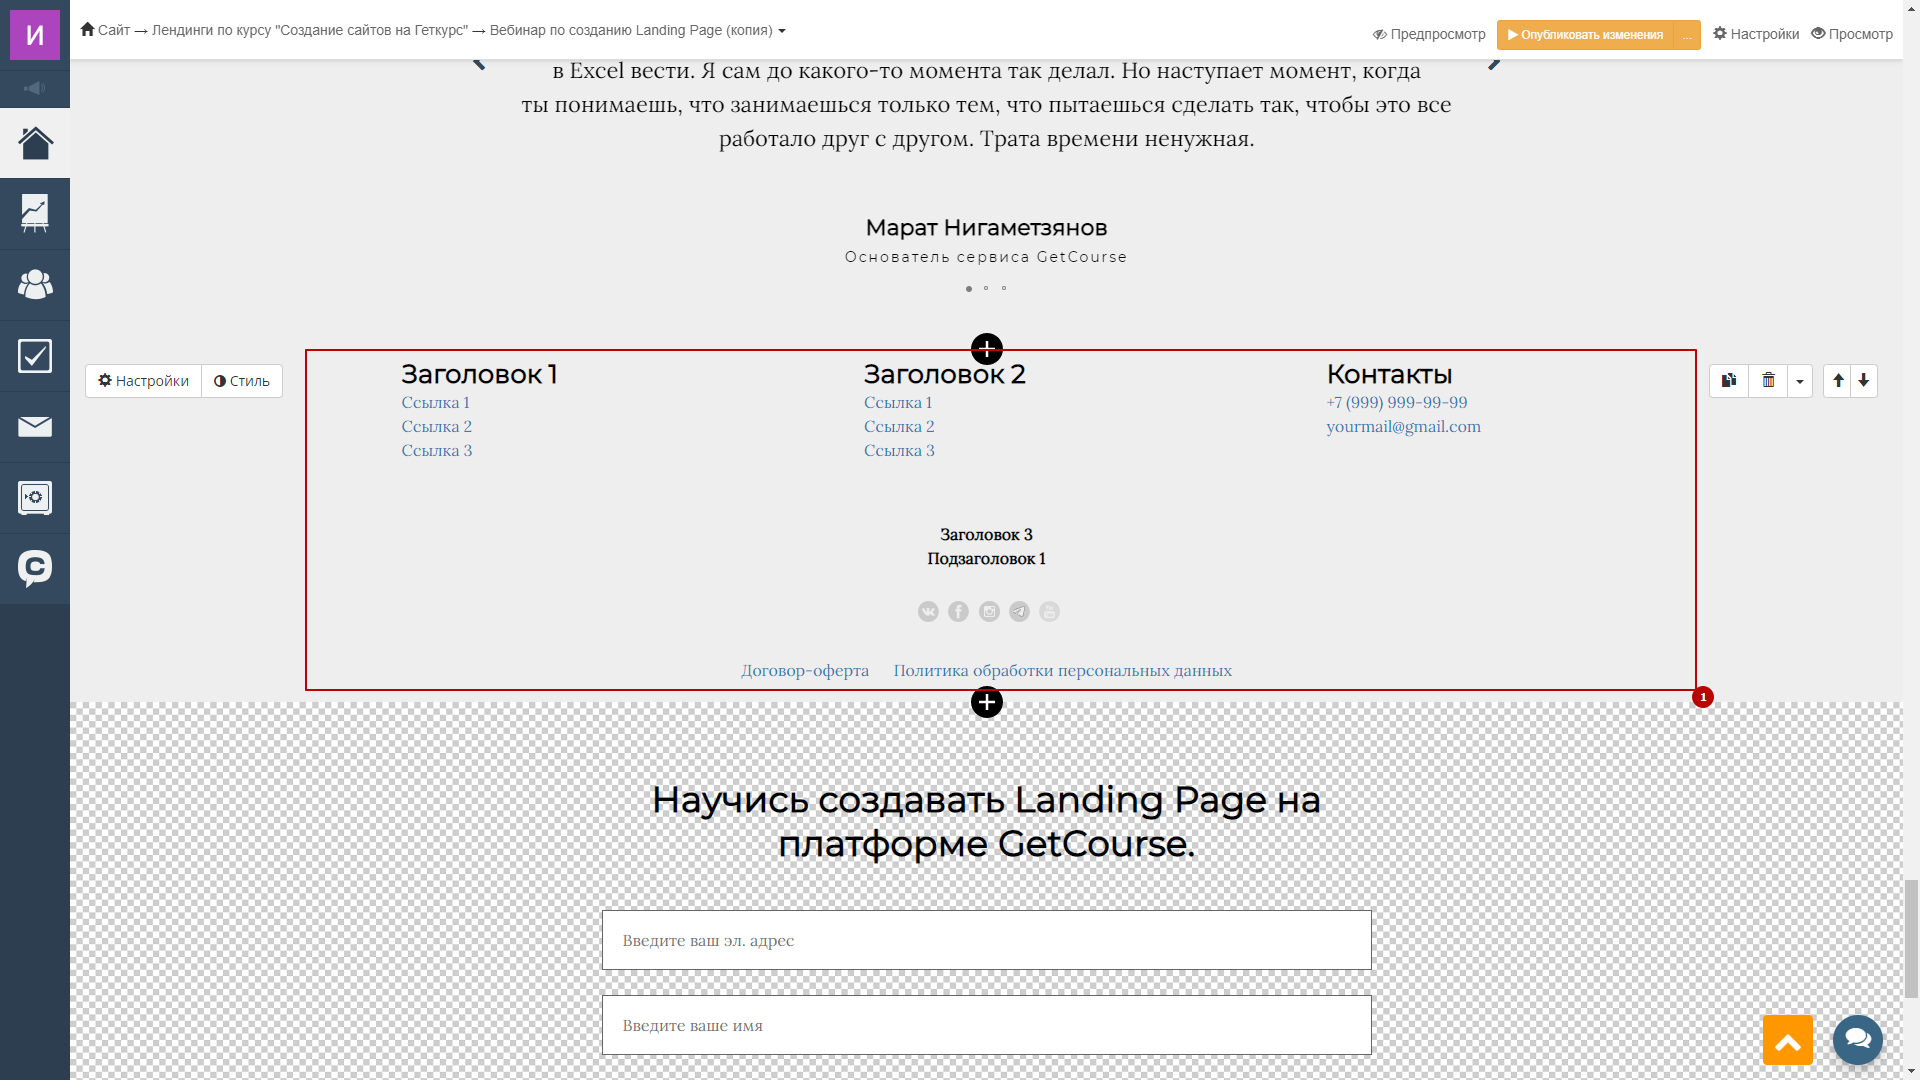 И
Сайт → Лендинги по курсу "Создание сайтов на Геткурс" → Вебинар по созданию Landing Page (копия)
Предпросмотр
Опубликовать изменения
...
Настройки
Просмотр
в Excel вести. Я сам до какого-то момента так делал. Но наступает момент, когда
ты понимаешь, что занимаешься только тем, что пытаешься сделать так, чтобы это все
работало друг с другом. Трата времени ненужная.
Марат Нигаметзянов
Основатель сервиса GetCourse
Настройки
Стиль
Заголовок 1
Ссылка 1
Ссылка 2
Ссылка 3
Заголовок 2
Ссылка 1
Ссылка 2
Ссылка 3
Контакты
+7 (999) 999-99-99
yourmail@gmail.com
Заголовок 3
Подзаголовок 1
Договор-оферта Политика обработки персональных данных
1
Научись создавать Landing Page на
платформе GetCourse.
Введите ваш эл. адрес
Введите ваше имя